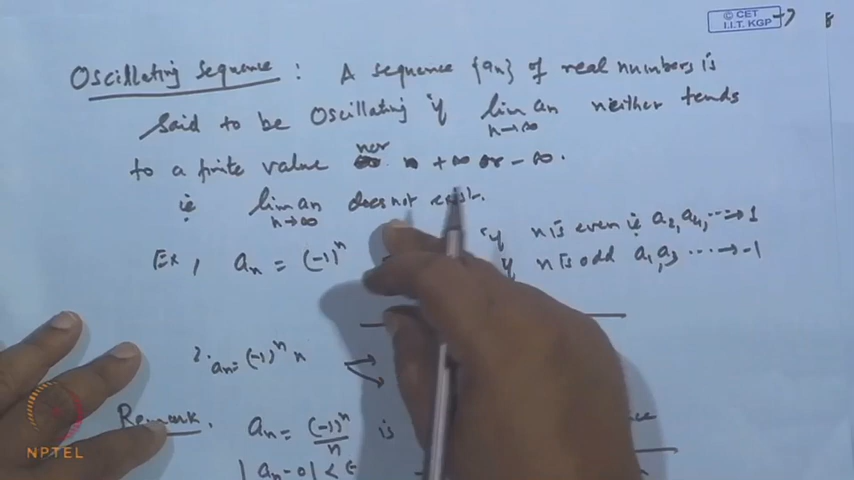 © CET
I.I.T. KGP
Oscillating Sequence : A sequence {an} of real numbers is
said to be Oscillating if lim an neither tends
n→∞
to a finite value nor +∞ or -∞.
ie lim an does not exist.
n→∞
Ex 1 an = (-1)^n
if n is even ie a2, a4, ... → 1
if n is odd a1, a3 ... → -1
2. an = (-1)^n n
Remark. an = (-1)^n / n is
|an - 0| < ε
NPTEL